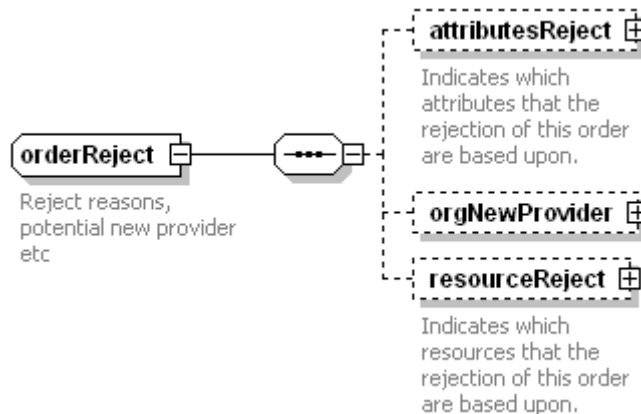 attributesReject
Indicates which
attributes that the
rejection of this order
are based upon.
orderReject
Reject reasons,
potential new provider
etc
orgNewProvider
resourceReject
Indicates which
resources that the
rejection of this order
are based upon.